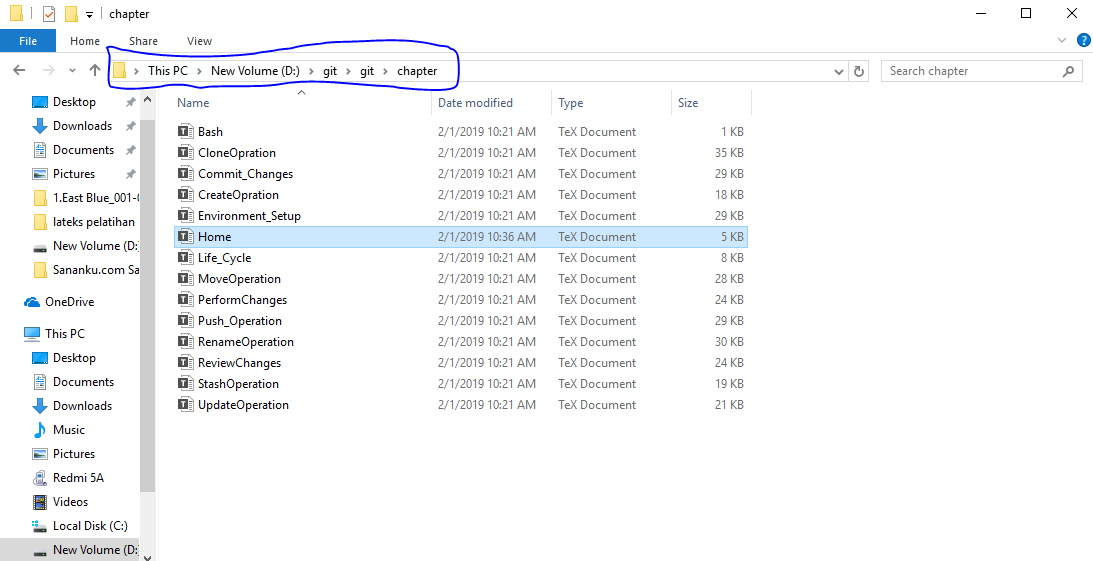 chapter
File Home Share View
This PC New Volume (D:) git git chapter Search chapter
Name Date modified Type Size
Desktop
Downloads
Documents
Pictures
1.East Blue_001-0
lateks pelatihan
New Volume (D:
Sananku.com Sa
OneDrive
This PC
Desktop
Documents
Downloads
Music
Pictures
Redmi 5A
Videos
Local Disk (C:)
New Volume (D:
Bash 2/1/2019 10:21 AM TeX Document 1 KB
CloneOpration 2/1/2019 10:21 AM TeX Document 35 KB
Commit_Changes 2/1/2019 10:21 AM TeX Document 29 KB
CreateOpration 2/1/2019 10:21 AM TeX Document 18 KB
Environment_Setup 2/1/2019 10:21 AM TeX Document 29 KB
Home 2/1/2019 10:36 AM TeX Document 5 KB
Life_Cycle 2/1/2019 10:21 AM TeX Document 8 KB
MoveOperation 2/1/2019 10:21 AM TeX Document 28 KB
PerformChanges 2/1/2019 10:21 AM TeX Document 24 KB
Push_Operation 2/1/2019 10:21 AM TeX Document 29 KB
RenameOperation 2/1/2019 10:21 AM TeX Document 30 KB
ReviewChanges 2/1/2019 10:21 AM TeX Document 24 KB
StashOperation 2/1/2019 10:21 AM TeX Document 19 KB
UpdateOperation 2/1/2019 10:21 AM TeX Document 21 KB